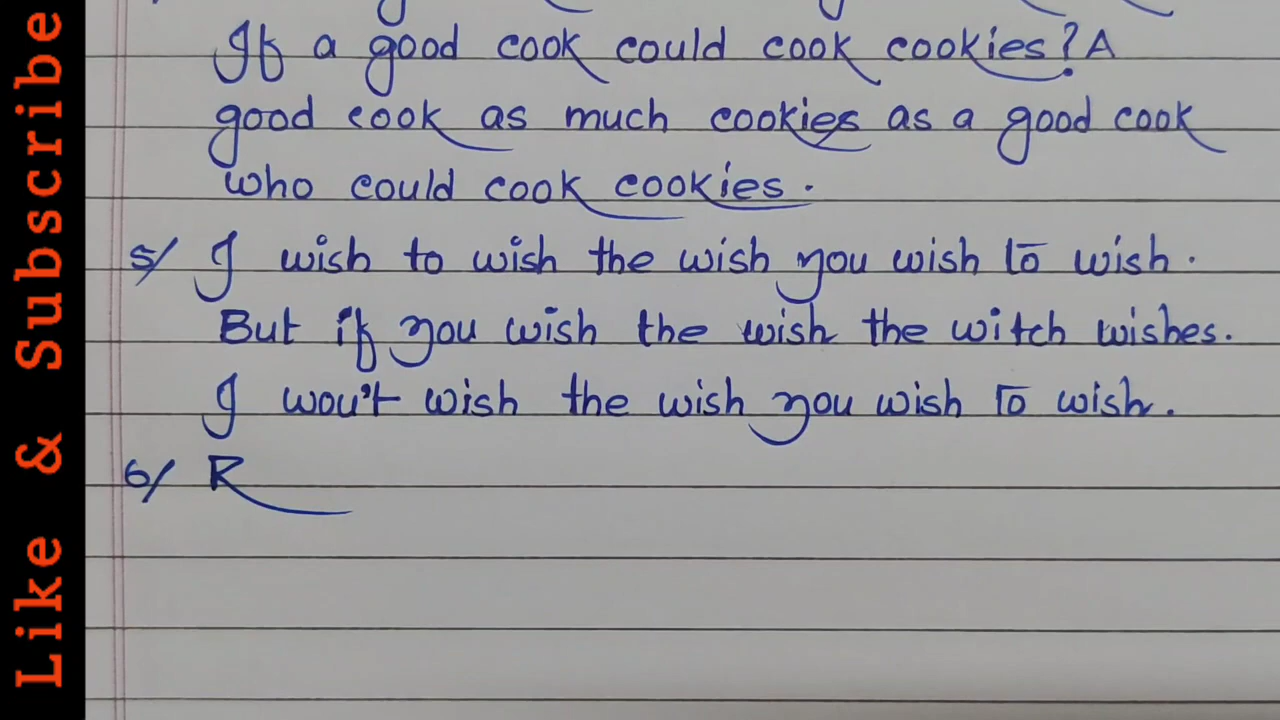 Like & Subscribe
If a good cook could cook cookies? A
good cook as much cookies as a good cook
who could cook cookies.
5/ I wish to wish the wish you wish to wish.
But if you wish the wish the witch wishes.
I won't wish the wish you wish to wish.
6/ R